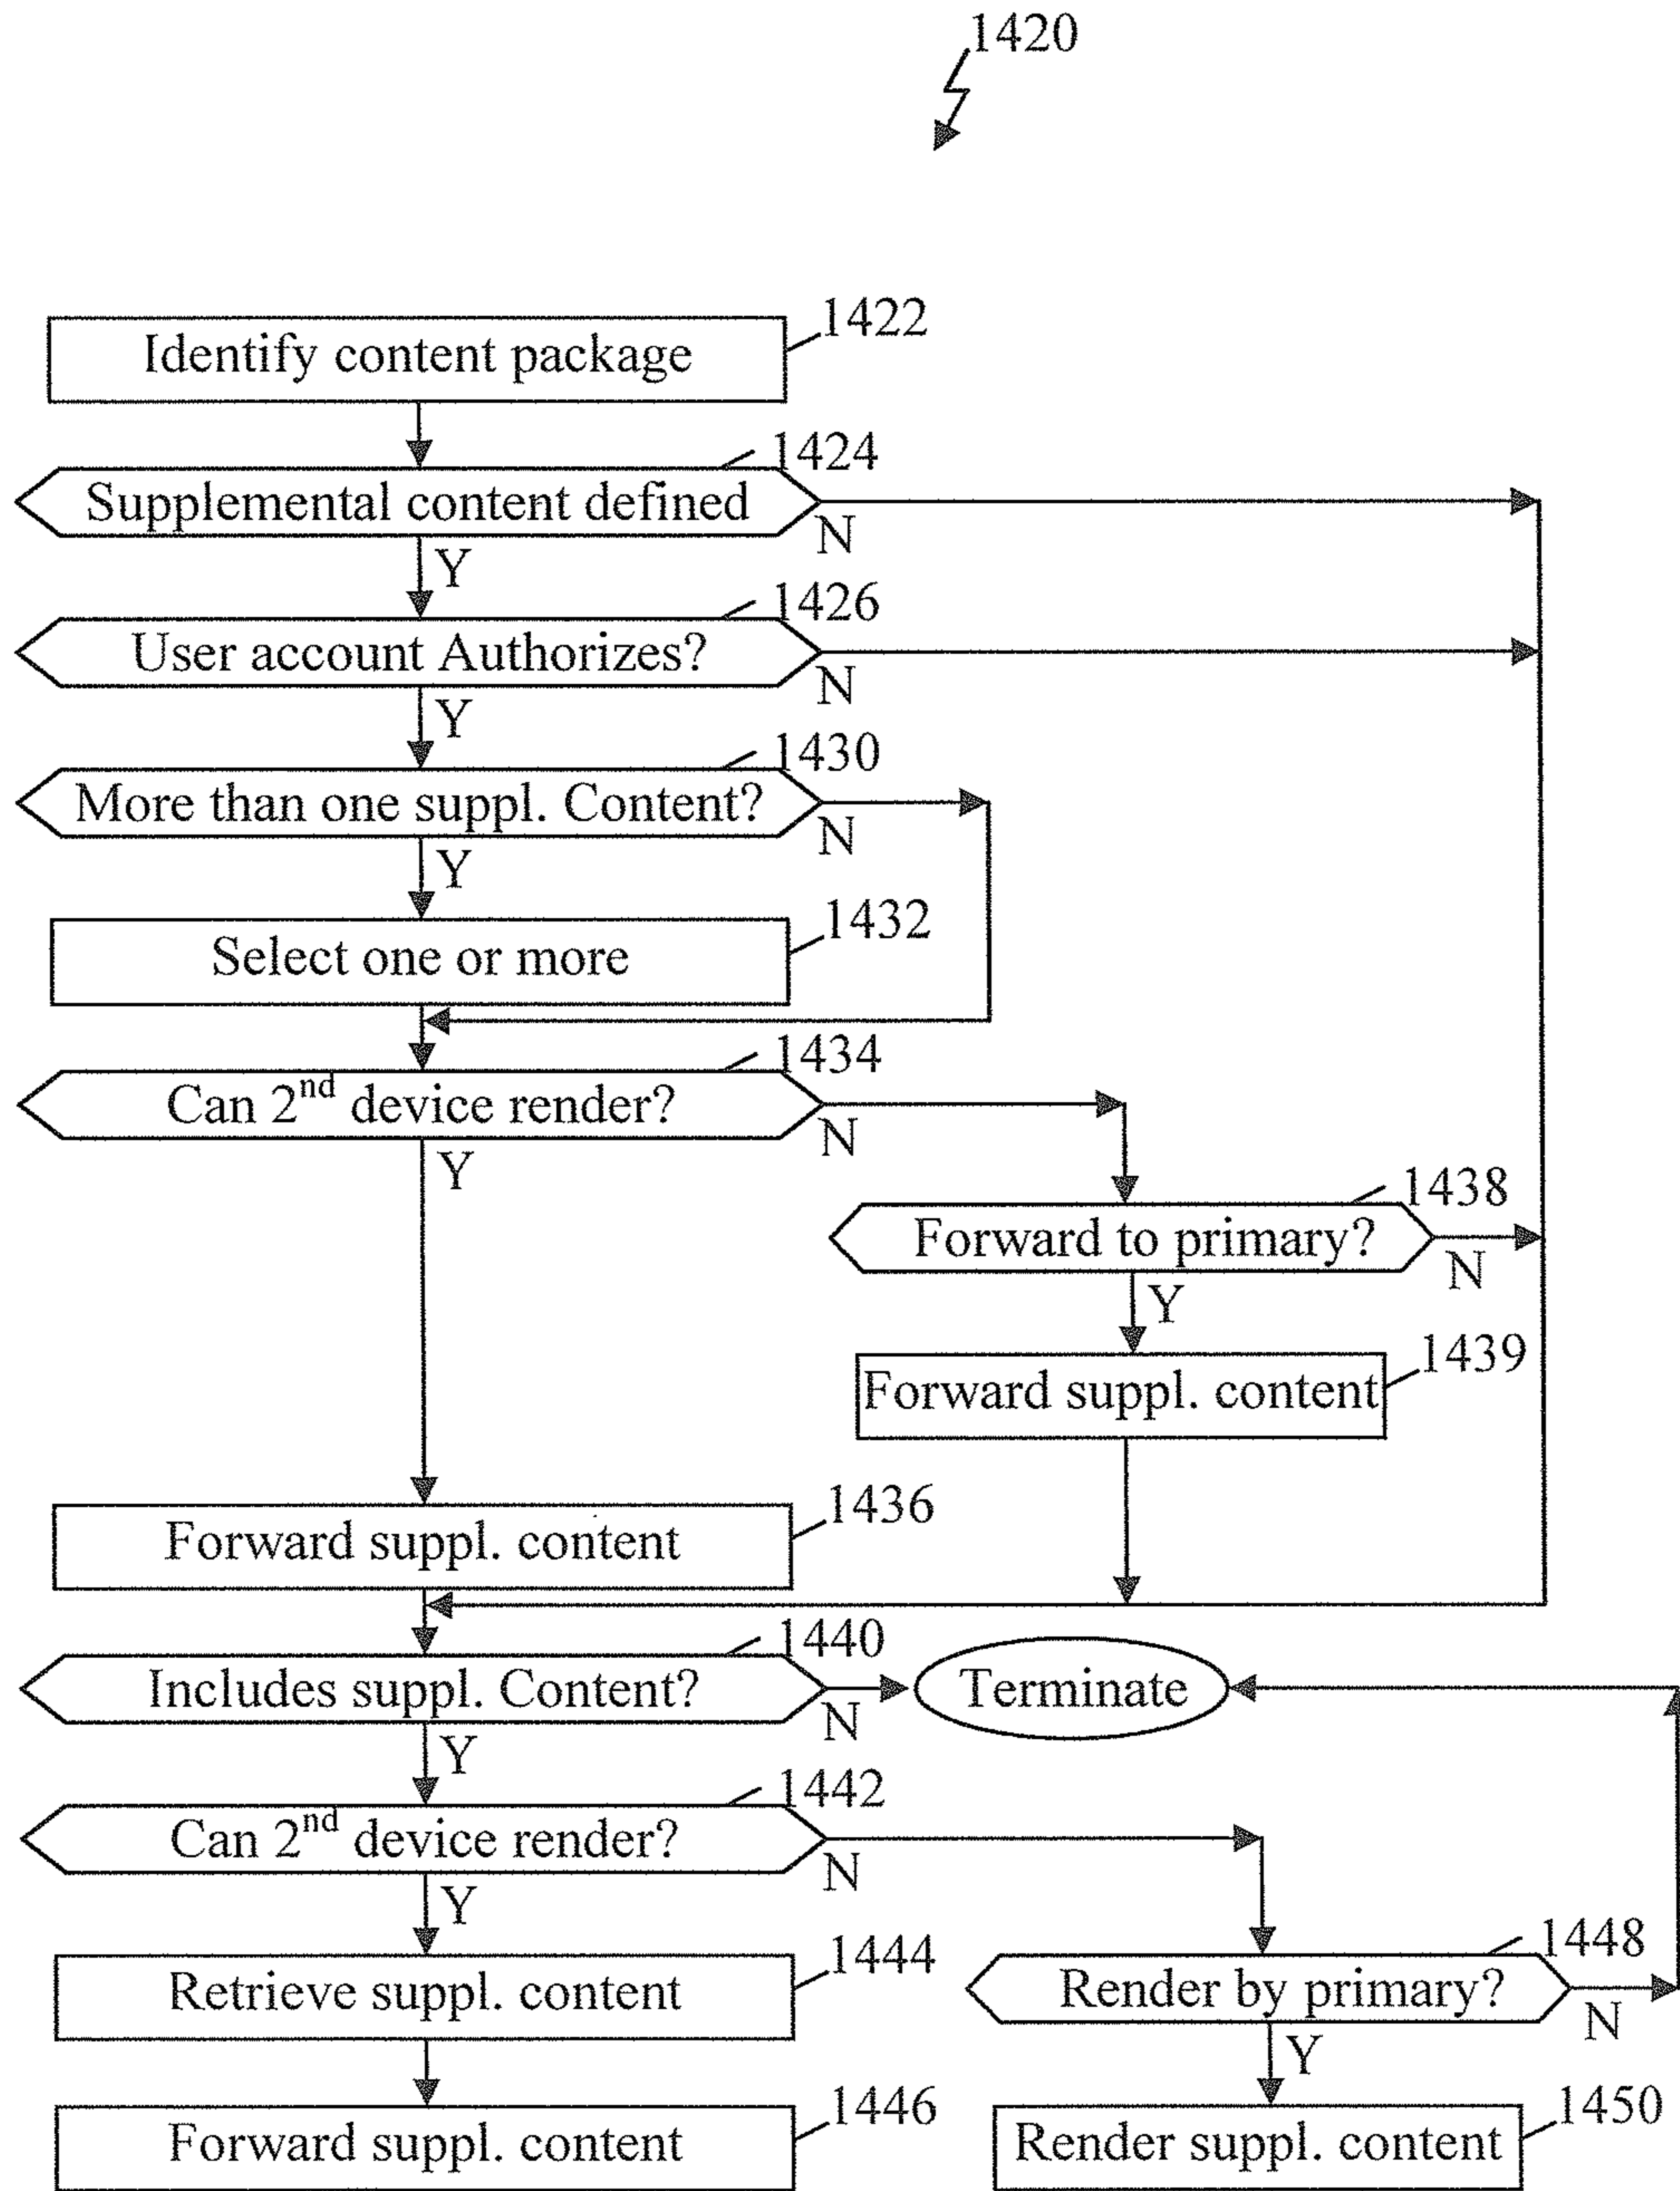 1420
1422
Identify content package
1424
Supplemental content defined
N
Y
1426
User account Authorizes?
N
Y
1430
More than one suppl. Content?
N
Y
1432
Select one or more
1434
Can 2nd device render?
N
Y
1438
Forward to primary?
N
Y
1439
Forward suppl. content
1436
Forward suppl. content
1440
Includes suppl. Content?
N
Terminate
Y
1442
Can 2nd device render?
N
Y
1444
Retrieve suppl. content
1448
Render by primary?
N
Y
1446
Forward suppl. content
1450
Render suppl. content